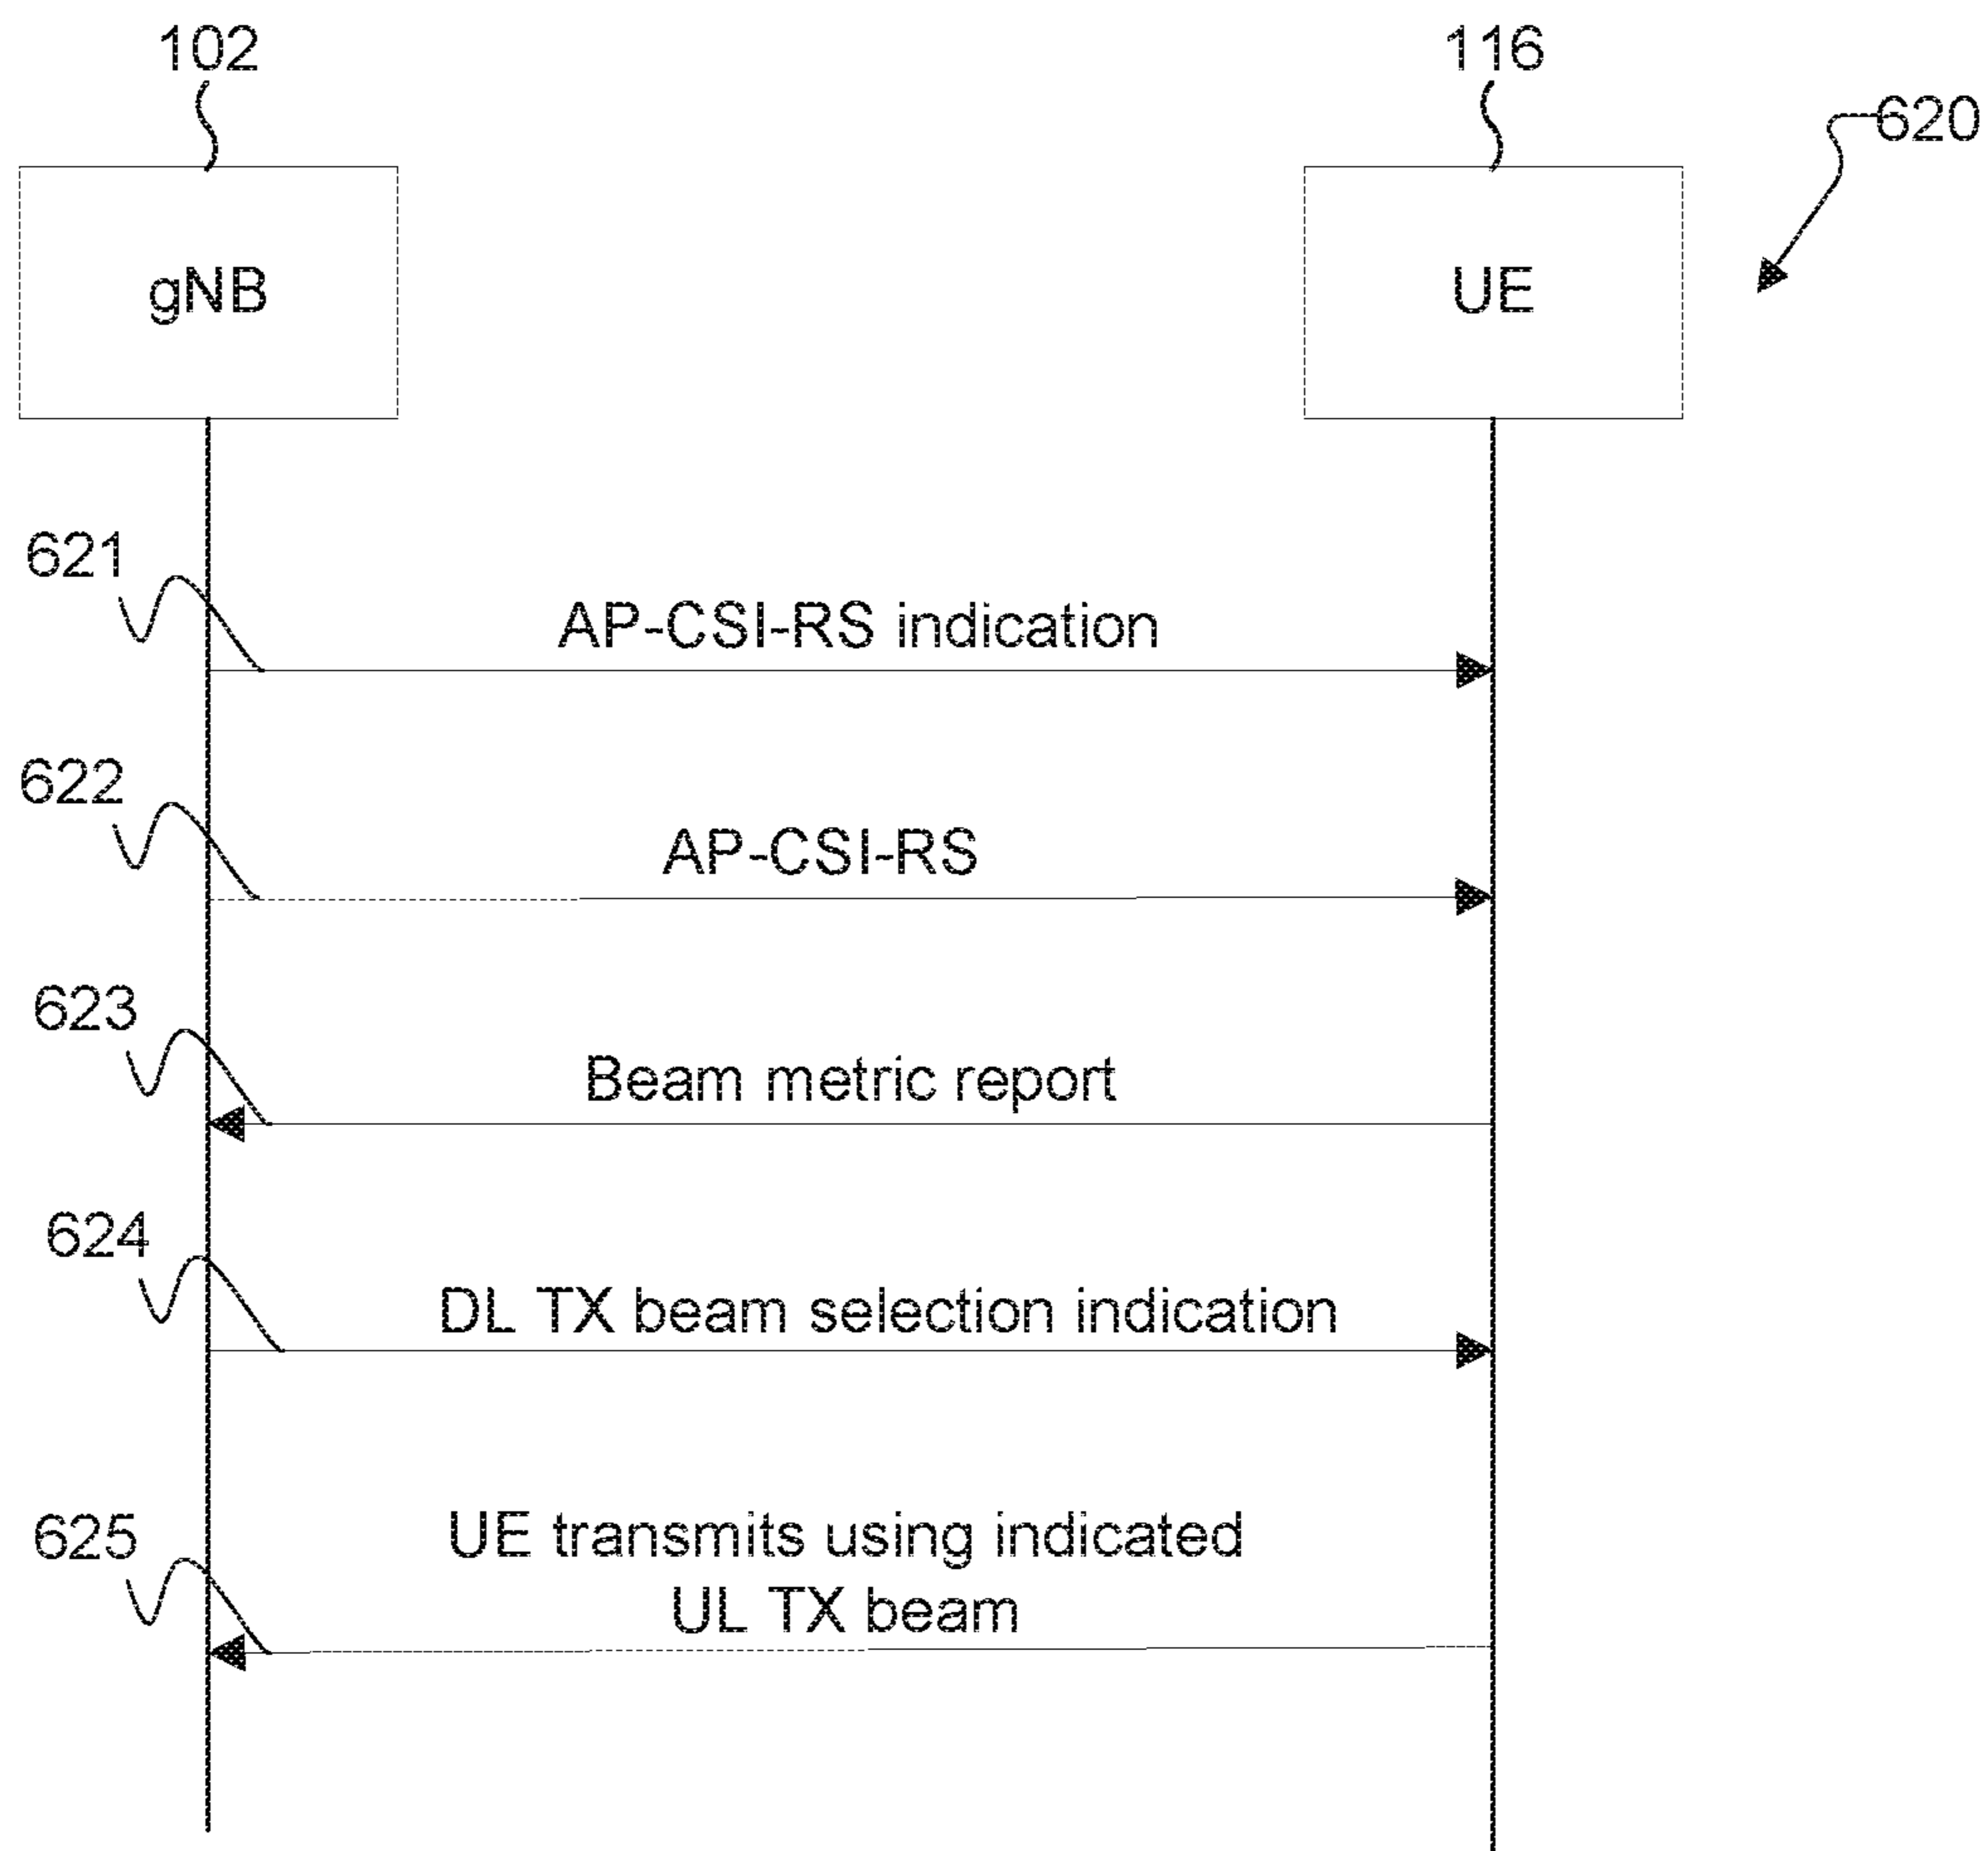 102
116
620
gNB
UE
621
AP-CSI-RS indication
622
AP-CSI-RS
623
Beam metric report
624
DL TX beam selection indication
625
UE transmits using indicated
UL TX beam